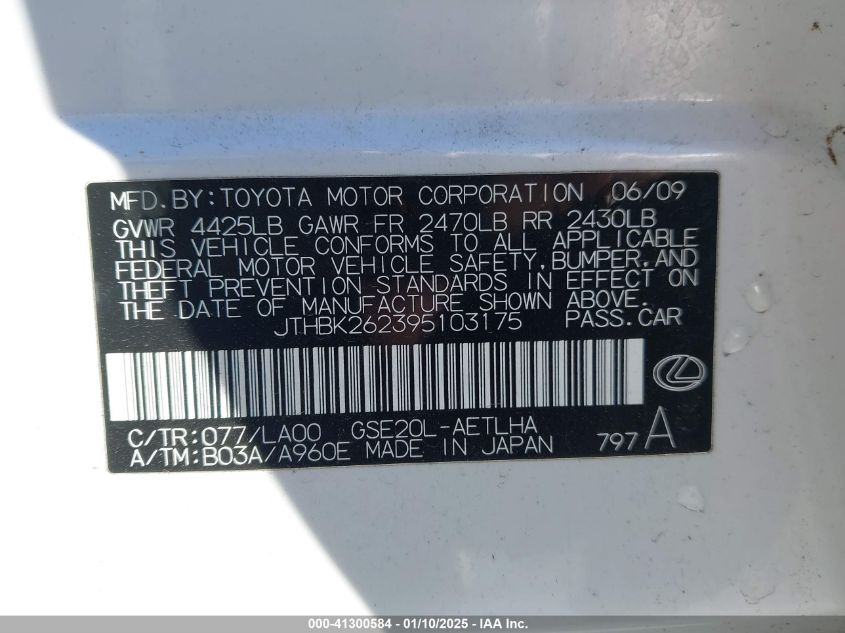 MFD.BY:TOYOTA MOTOR CORPORATION 06/09
GVWR 4425LB GAWR FR 2470LB RR 2430LB
THIS VEHICLE CONFORMS TO ALL APPLICABLE
FEDERAL MOTOR VEHICLE SAFETY,BUMPER,AND
THEFT PREVENTION STANDARDS IN EFFECT ON
THE DATE OF MANUFACTURE SHOWN ABOVE.
JTHBK262395103175 PASS.CAR
C/TR:077/LA00 GSE20L-AETLHA
A/TM:B03A/A960E MADE IN JAPAN 797A
000-41300584 - 01/10/2025 - IAA Inc.